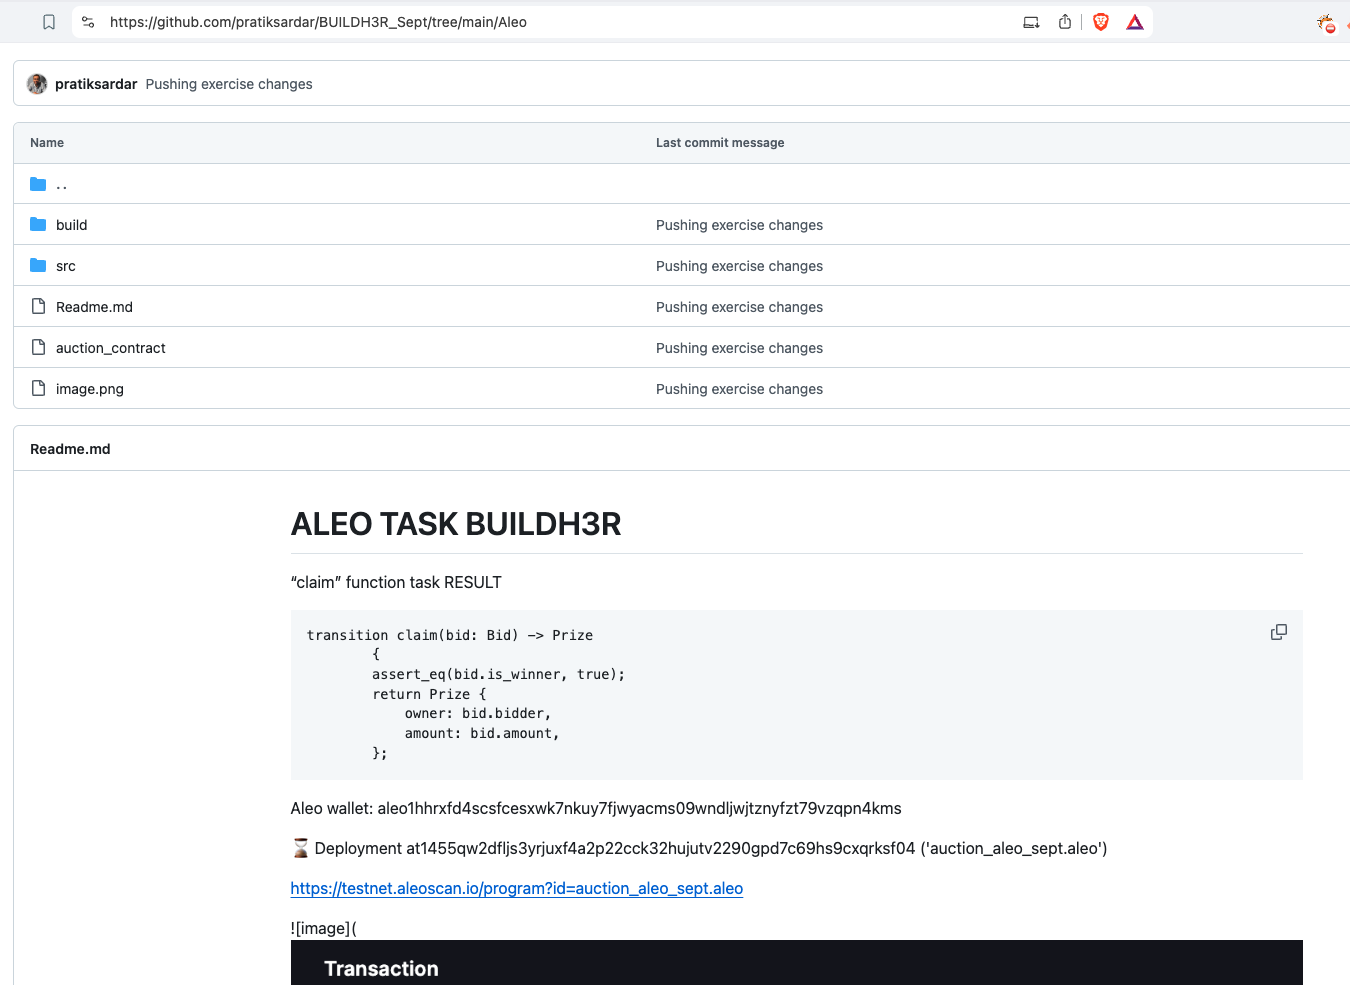 https://github.com/pratiksardar/BUILDH3R_Sept/tree/main/Aleo
pratiksardar Pushing exercise changes
Name Last commit message
..
build Pushing exercise changes
src Pushing exercise changes
Readme.md Pushing exercise changes
auction_contract Pushing exercise changes
image.png Pushing exercise changes
Readme.md
ALEO TASK BUILDH3R
“claim” function task RESULT
transition claim(bid: Bid) -> Prize
{
assert_eq(bid.is_winner, true);
return Prize {
owner: bid.bidder,
amount: bid.amount,
};
Aleo wallet: aleo1hhrxfd4scsfcesxwk7nkuy7fjwyacms09wndljwjtznyfzt79vzqpn4kms
⌛ Deployment at1455qw2dfljs3yrjuxf4a2p22cck32hujutv2290gpd7c69hs9cxqrksf04 ('auction_aleo_sept.aleo')
https://testnet.aleoscan.io/program?id=auction_aleo_sept.aleo
![image](
Transaction